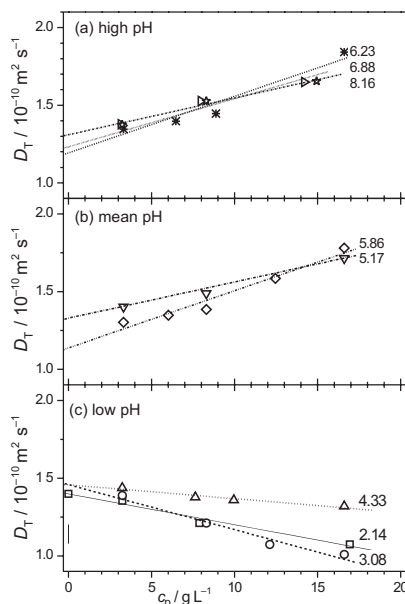 (a) high pH
2.0
1.5
1.0
D_T / 10⁻¹⁰ m² s⁻¹
6.23
6.88
8.16
(b) mean pH
2.0
1.5
1.0
D_T / 10⁻¹⁰ m² s⁻¹
5.86
5.17
(c) low pH
2.0
1.5
1.0
D_T / 10⁻¹⁰ m² s⁻¹
4.33
2.14
3.08
0 5 10 15 20
c_p / g L⁻¹